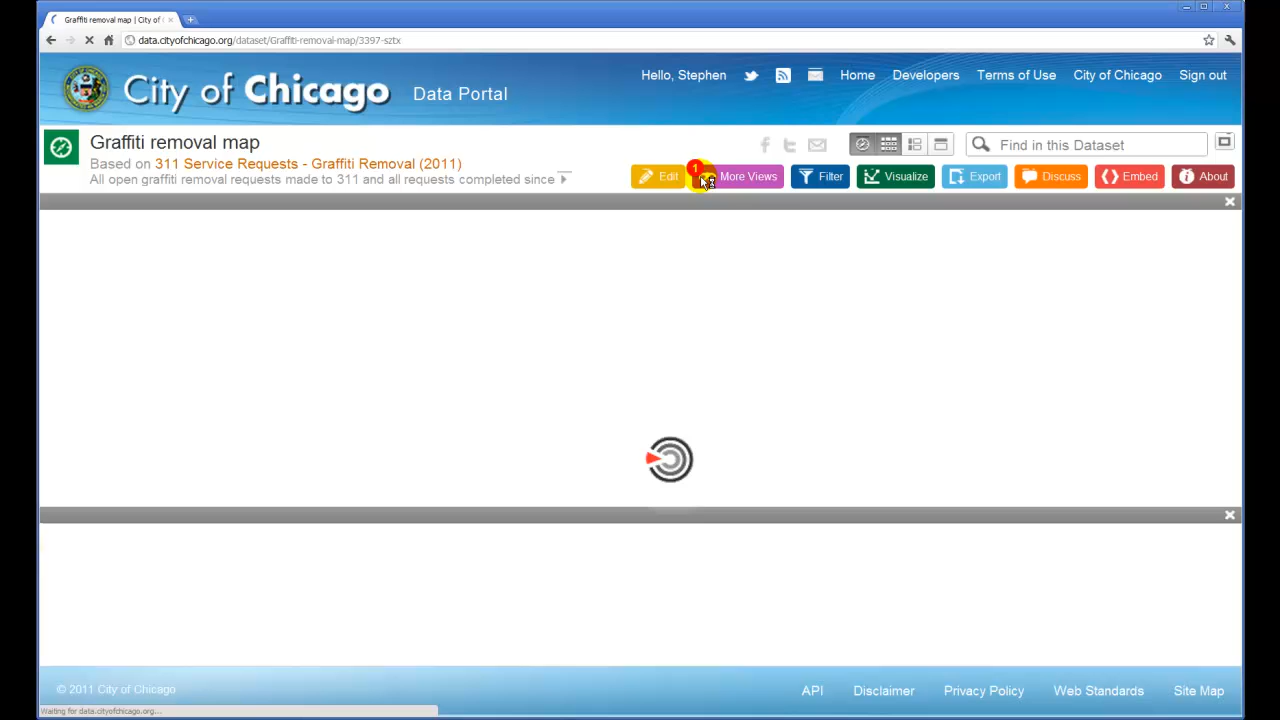 Graffiti removal map | City of
data.cityofchicago.org/dataset/Graffiti-removal-map/3397-sztx
City of Chicago Data Portal
Hello, Stephen Home Developers Terms of Use City of Chicago Sign out
Graffiti removal map
Find in this Dataset
Based on 311 Service Requests - Graffiti Removal (2011)
All open graffiti removal requests made to 311 and all requests completed since
Edit 1 More Views Filter Visualize Export Discuss Embed About
© 2011 City of Chicago
API Disclaimer Privacy Policy Web Standards Site Map
Waiting for data.cityofchicago.org...